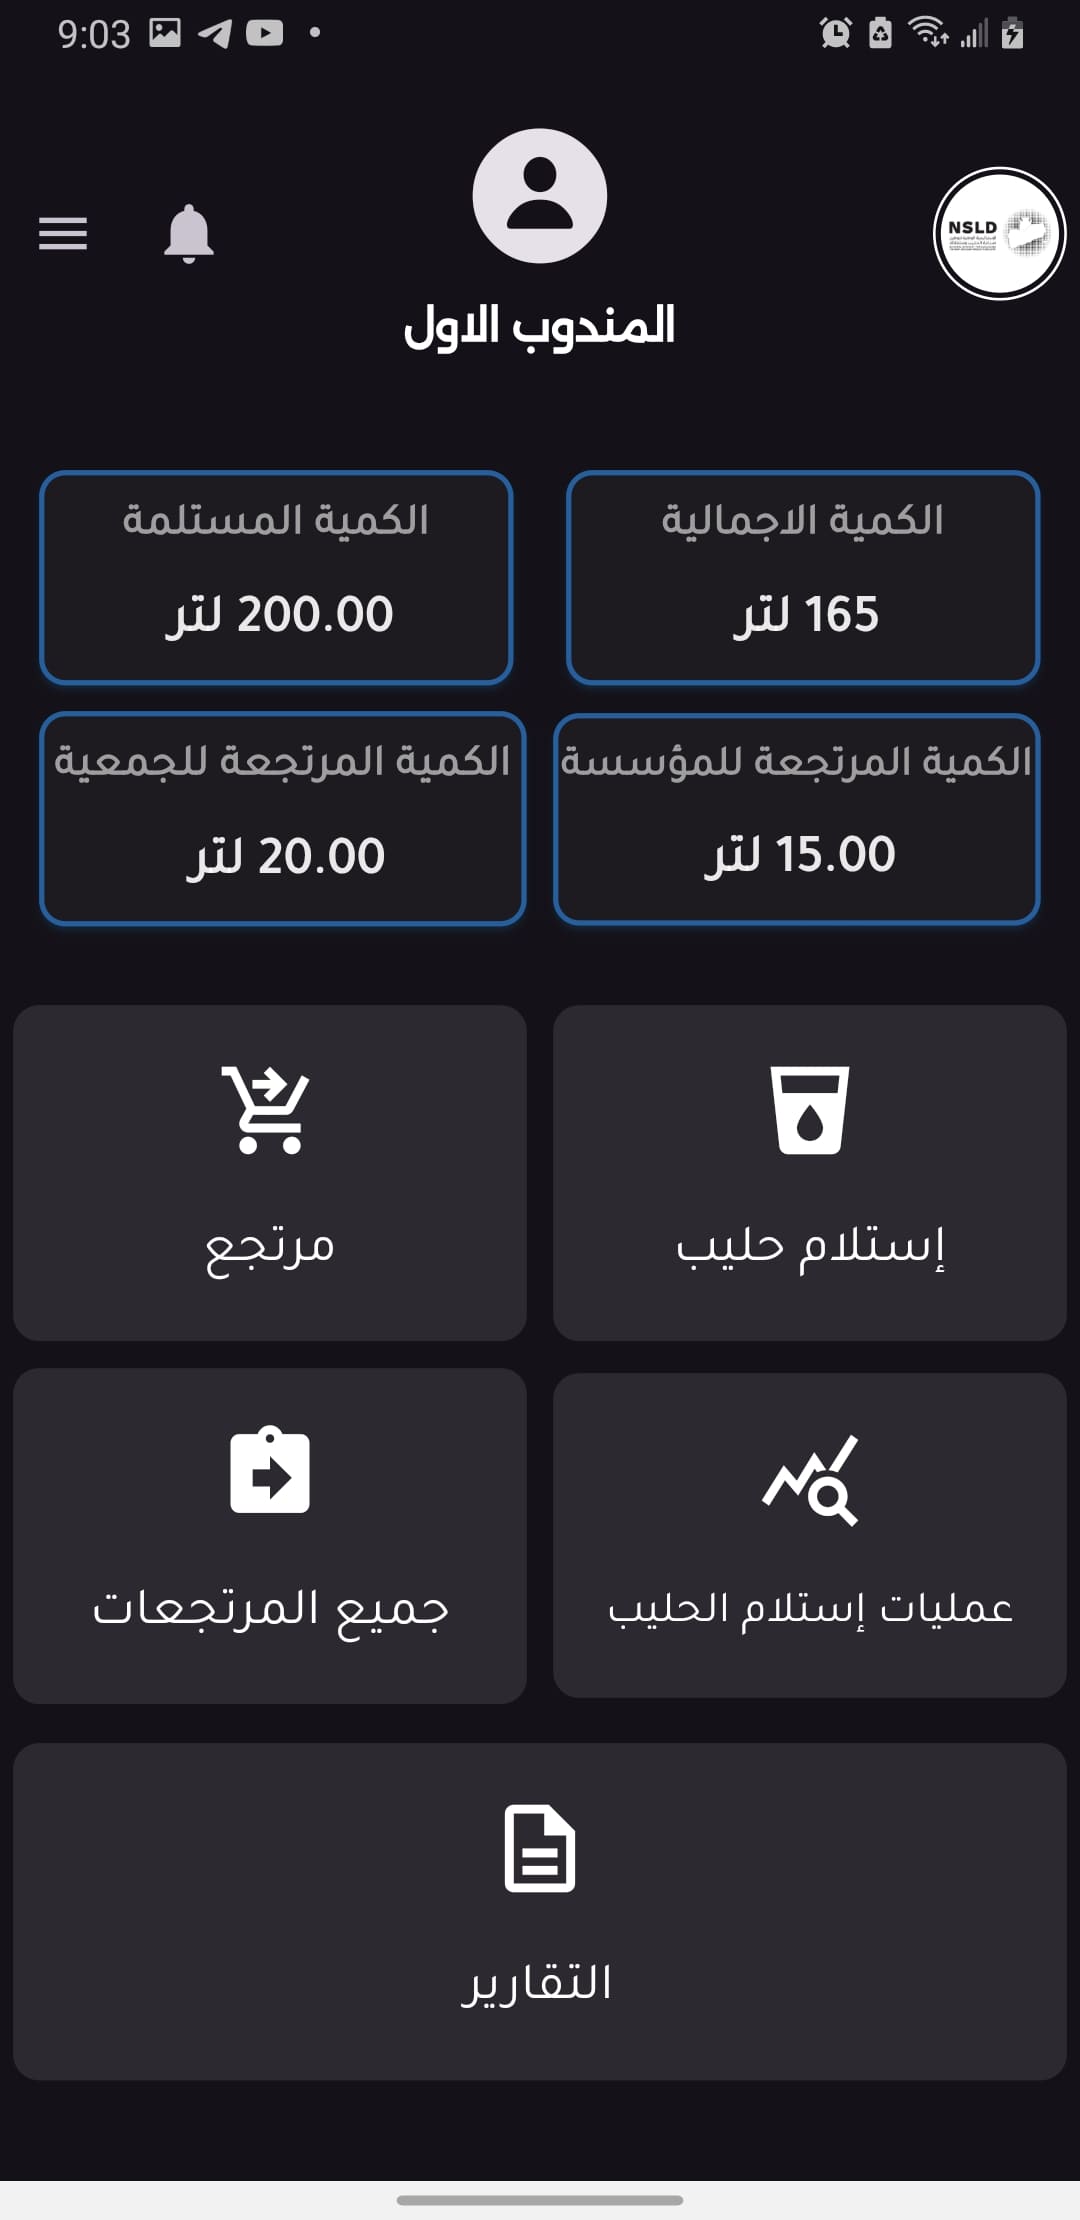 9:03
NSLD
المندوب الاول
الكمية الاجمالية
165 لتر
الكمية المستلمة
200.00 لتر
الكمية المرتجعة للمؤسسة
15.00 لتر
الكمية المرتجعة للجمعية
20.00 لتر
إستلام حليب
مرتجع
عمليات إستلام الحليب
جميع المرتجعات
التقارير